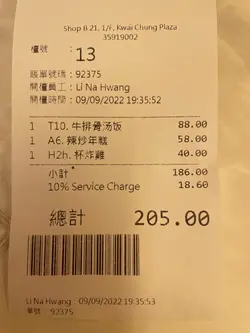 Shop B 21, 1/F, Kwai Chung Plaza
35919002
檯號 : 13
賬單號碼 : 92375
開檯員工 : Li Na Hwang
開檯時間 : 09/09/2022 19:35:52
1 T10. 牛排骨汤饭 88.00
1 A6. 辣炒年糕 58.00
1 H2h. 杯炸雞 40.00
小計 186.00
10% Service Charge 18.60
總計 205.00
Li Na Hwang : 09/09/2022 19:35:53
單號 92375